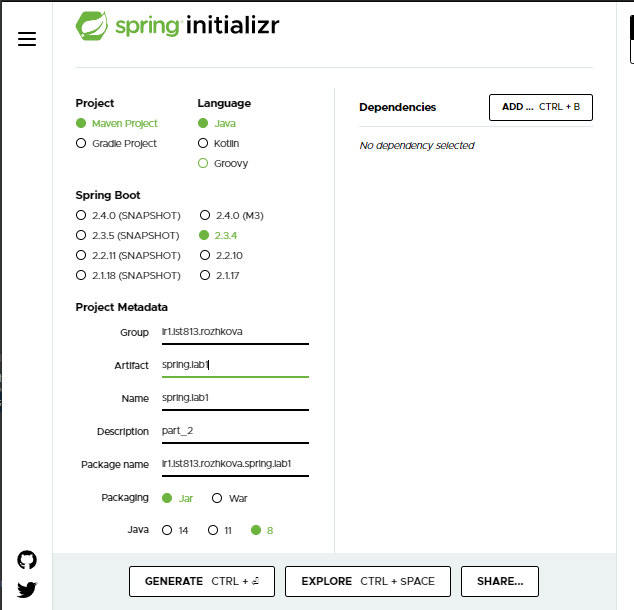 spring initializr
Project
Maven Project
Gradle Project
Language
Java
Kotlin
Groovy
Spring Boot
2.4.0 (SNAPSHOT) 2.4.0 (M3)
2.3.5 (SNAPSHOT) 2.3.4
2.2.11 (SNAPSHOT) 2.2.10
2.1.18 (SNAPSHOT) 2.1.17
Project Metadata
Group lr1.ist813.rozhkova
Artifact spring.lab1
Name spring.lab1
Description part_2
Package name lr1.ist813.rozhkova.spring.lab1
Packaging Jar War
Java 14 11 8
Dependencies
ADD ... CTRL + B
No dependency selected
GENERATE CTRL + ⏎
EXPLORE CTRL + SPACE
SHARE...